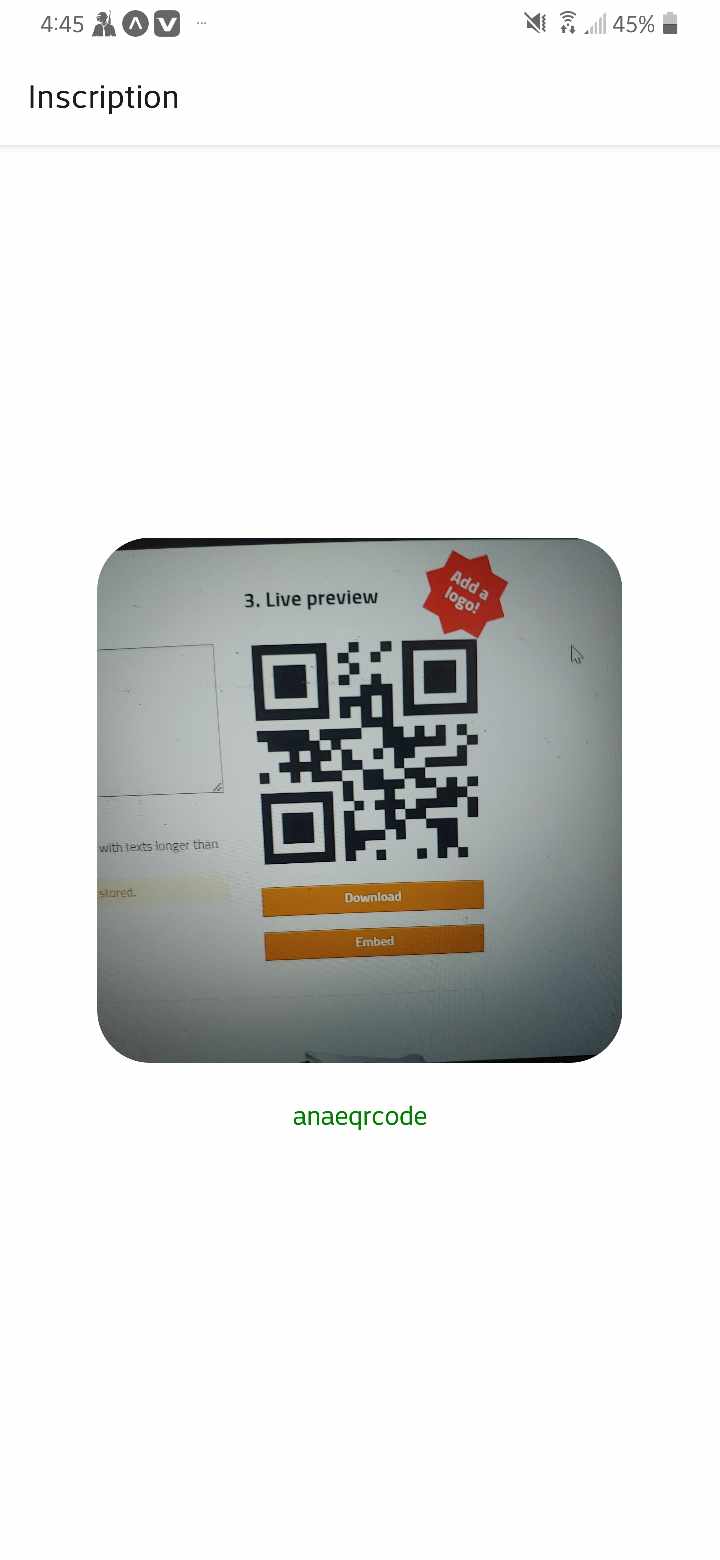 4:45
45%
Inscription
Add a
logo!
3. Live preview
with texts longer than
stored.
Download
Embed
anaeqrcode